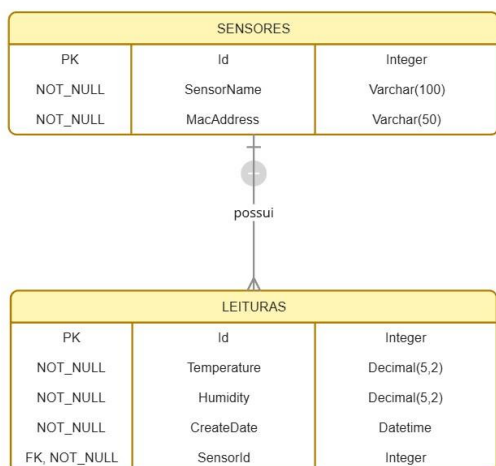 SENSORES
PK Id Integer
NOT_NULL SensorName Varchar(100)
NOT_NULL MacAddress Varchar(50)
possui
LEITURAS
PK Id Integer
NOT_NULL Temperature Decimal(5,2)
NOT_NULL Humidity Decimal(5,2)
NOT_NULL CreateDate Datetime
FK, NOT_NULL SensorId Integer